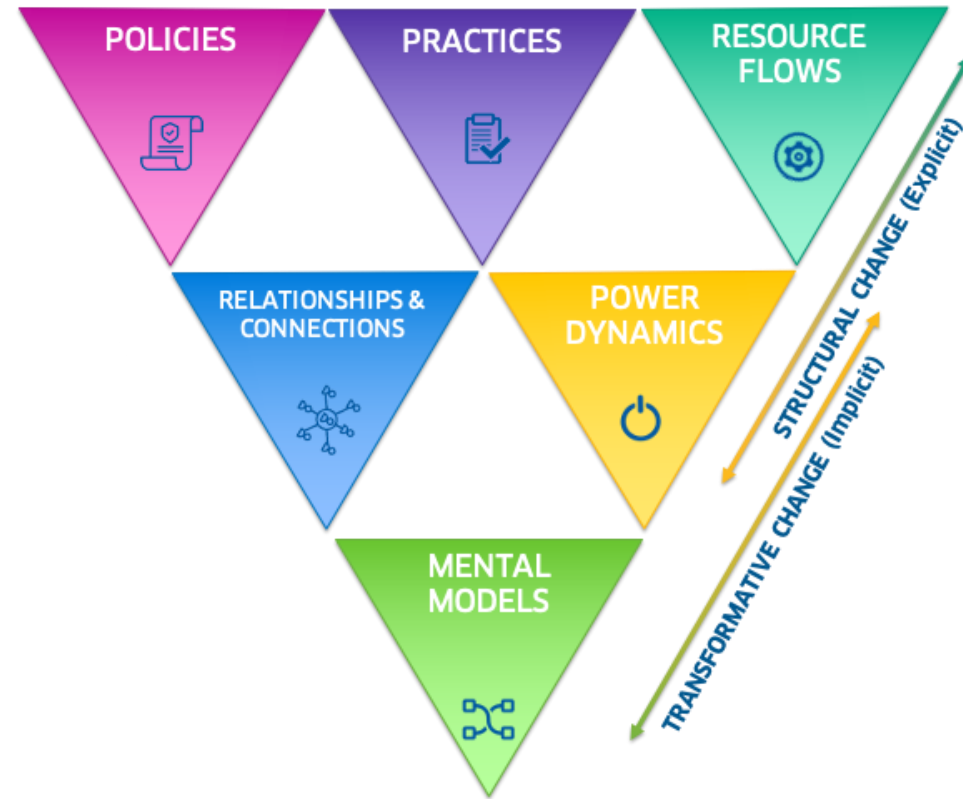 POLICIES
PRACTICES
RESOURCE
FLOWS
RELATIONSHIPS &
CONNECTIONS
POWER
DYNAMICS
MENTAL
MODELS
STRUCTURAL CHANGE (Explicit)
TRANSFORMATIVE CHANGE (Implicit)